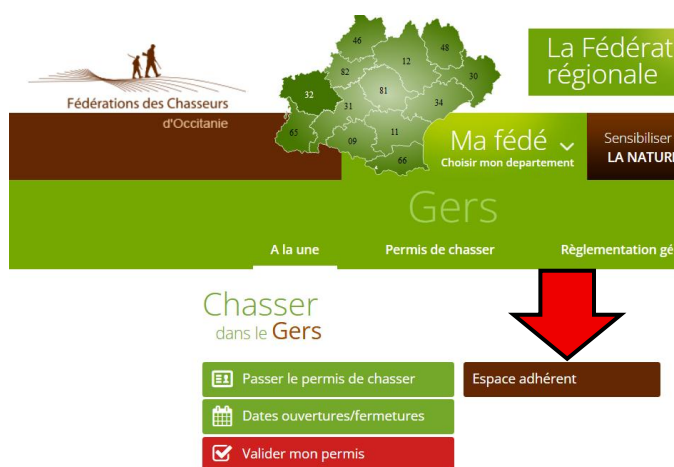 46
48
12
82
30
32
81
31
34
65
09
11
66
La Fédérat
régionale
Fédérations des Chasseurs
d'Occitanie
Ma fédé
Choisir mon departement
Sensibiliser
LA NATURE
Gers
A la une
Permis de chasser
Règlementation gé
Chasser
dans le Gers
Passer le permis de chasser
Espace adhérent
Dates ouvertures/fermetures
Valider mon permis